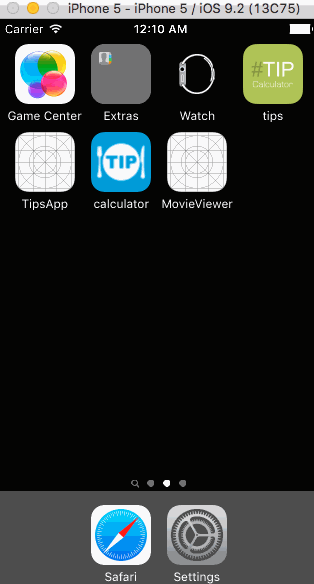 iPhone 5 - iPhone 5 / iOS 9.2 (13C75)
Carrier 12:10 AM
#TIP
Calculator
Game Center Extras Watch tips
TIP
TipsApp calculator MovieViewer
Safari Settings